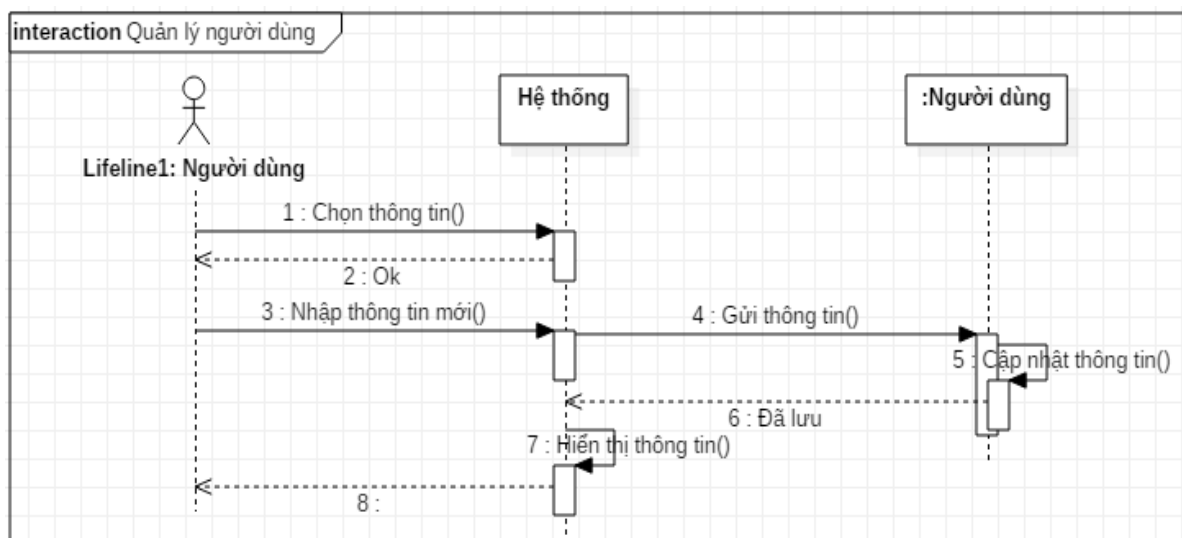 interaction Quản lý người dùng
Hệ thống
:Người dùng
Lifeline1: Người dùng
1 : Chọn thông tin()
2 : Ok
3 : Nhập thông tin mới()
4 : Gửi thông tin()
5 : Cập nhật thông tin()
6 : Đã lưu
7 : Hiển thị thông tin()
8 :